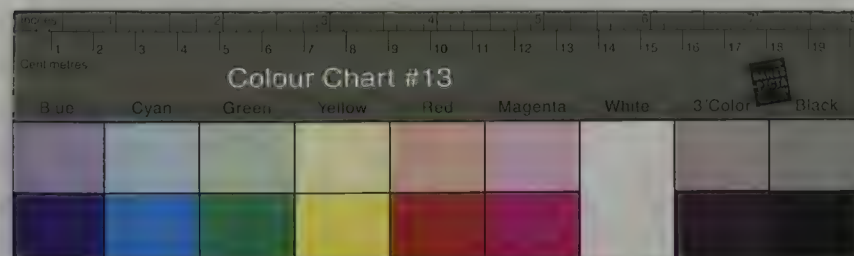 Inches 1 2 3 4 5 6 7 8
1 2 3 4 5 6 7 8 9 10 11 12 13 14 15 16 17 18 19
Centimetres
Colour Chart #13
Blue Cyan Green Yellow Red Magenta White 3/Color Black